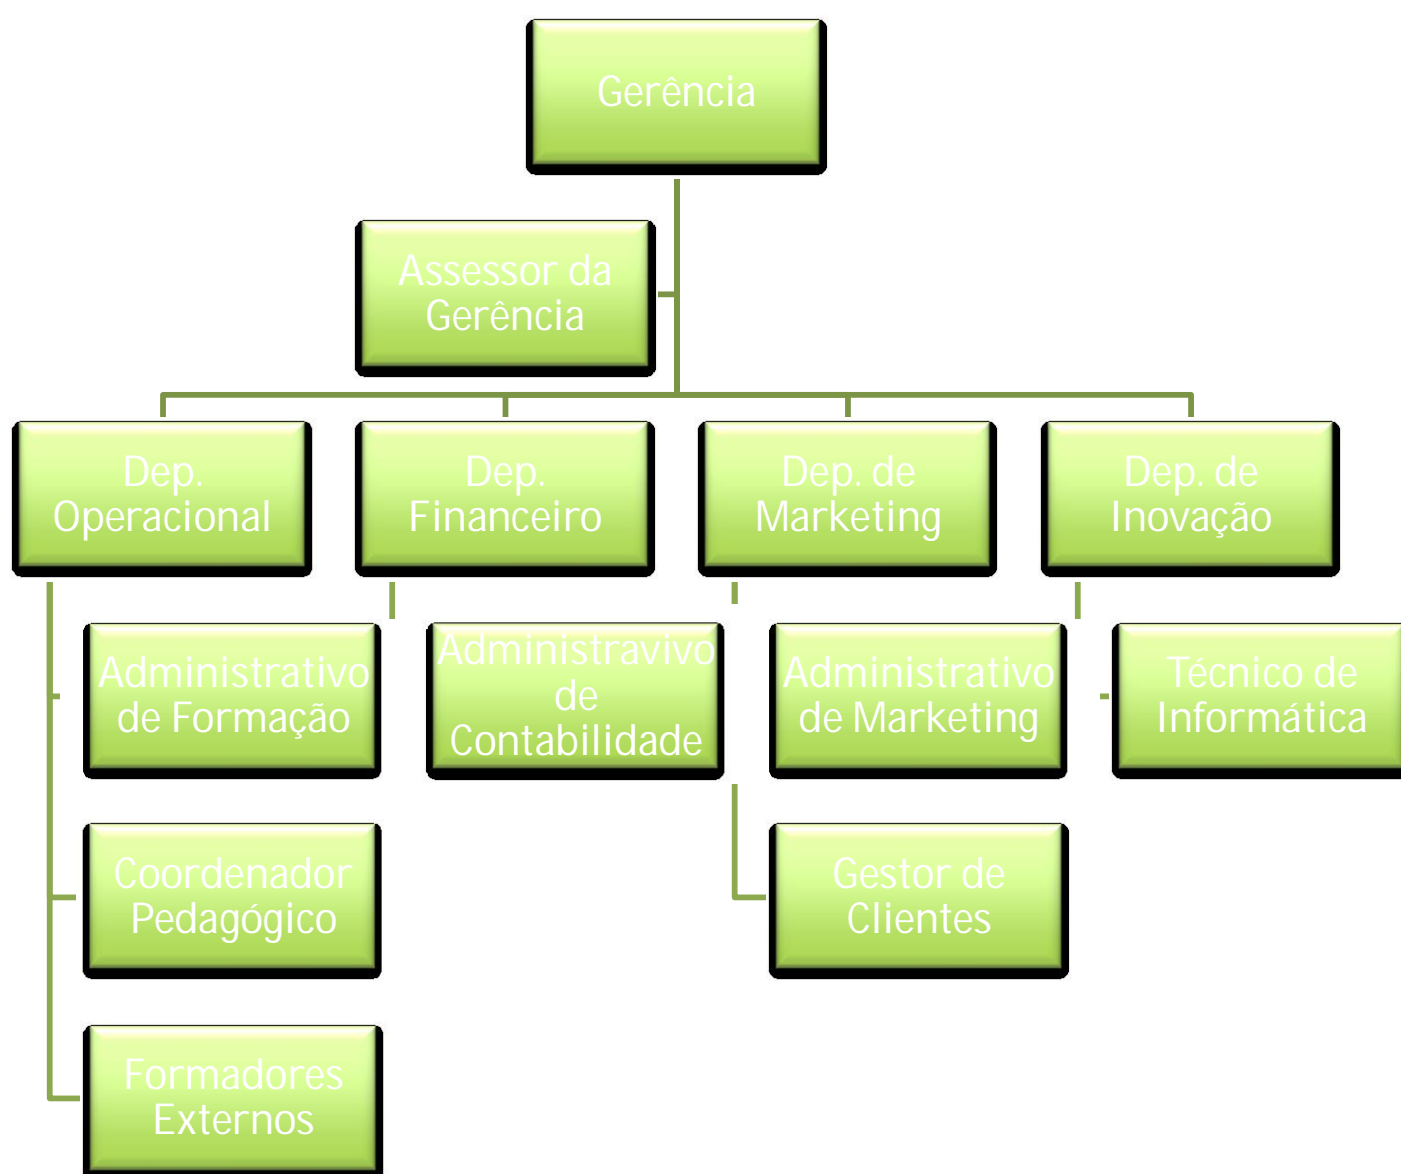 Gerência
Assessor da
Gerência
Dep.
Operacional
Dep.
Financeiro
Dep. de
Marketing
Dep. de
Inovação
Administrativo
de Formação
Administravivo
de
Contabilidade
Administrativo
de Marketing
Técnico de
Informática
Coordenador
Pedagógico
Gestor de
Clientes
Formadores
Externos